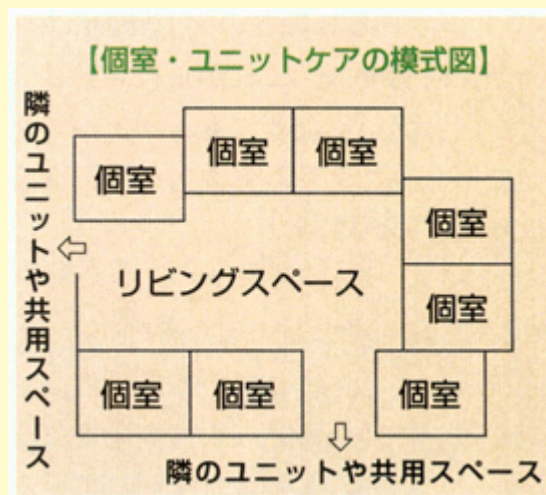 【個室・ユニットケアの模式図】
隣のユニットや共用スペース
個室
個室
個室
個室
リビングスペース
個室
個室
個室
個室
隣のユニットや共用スペース